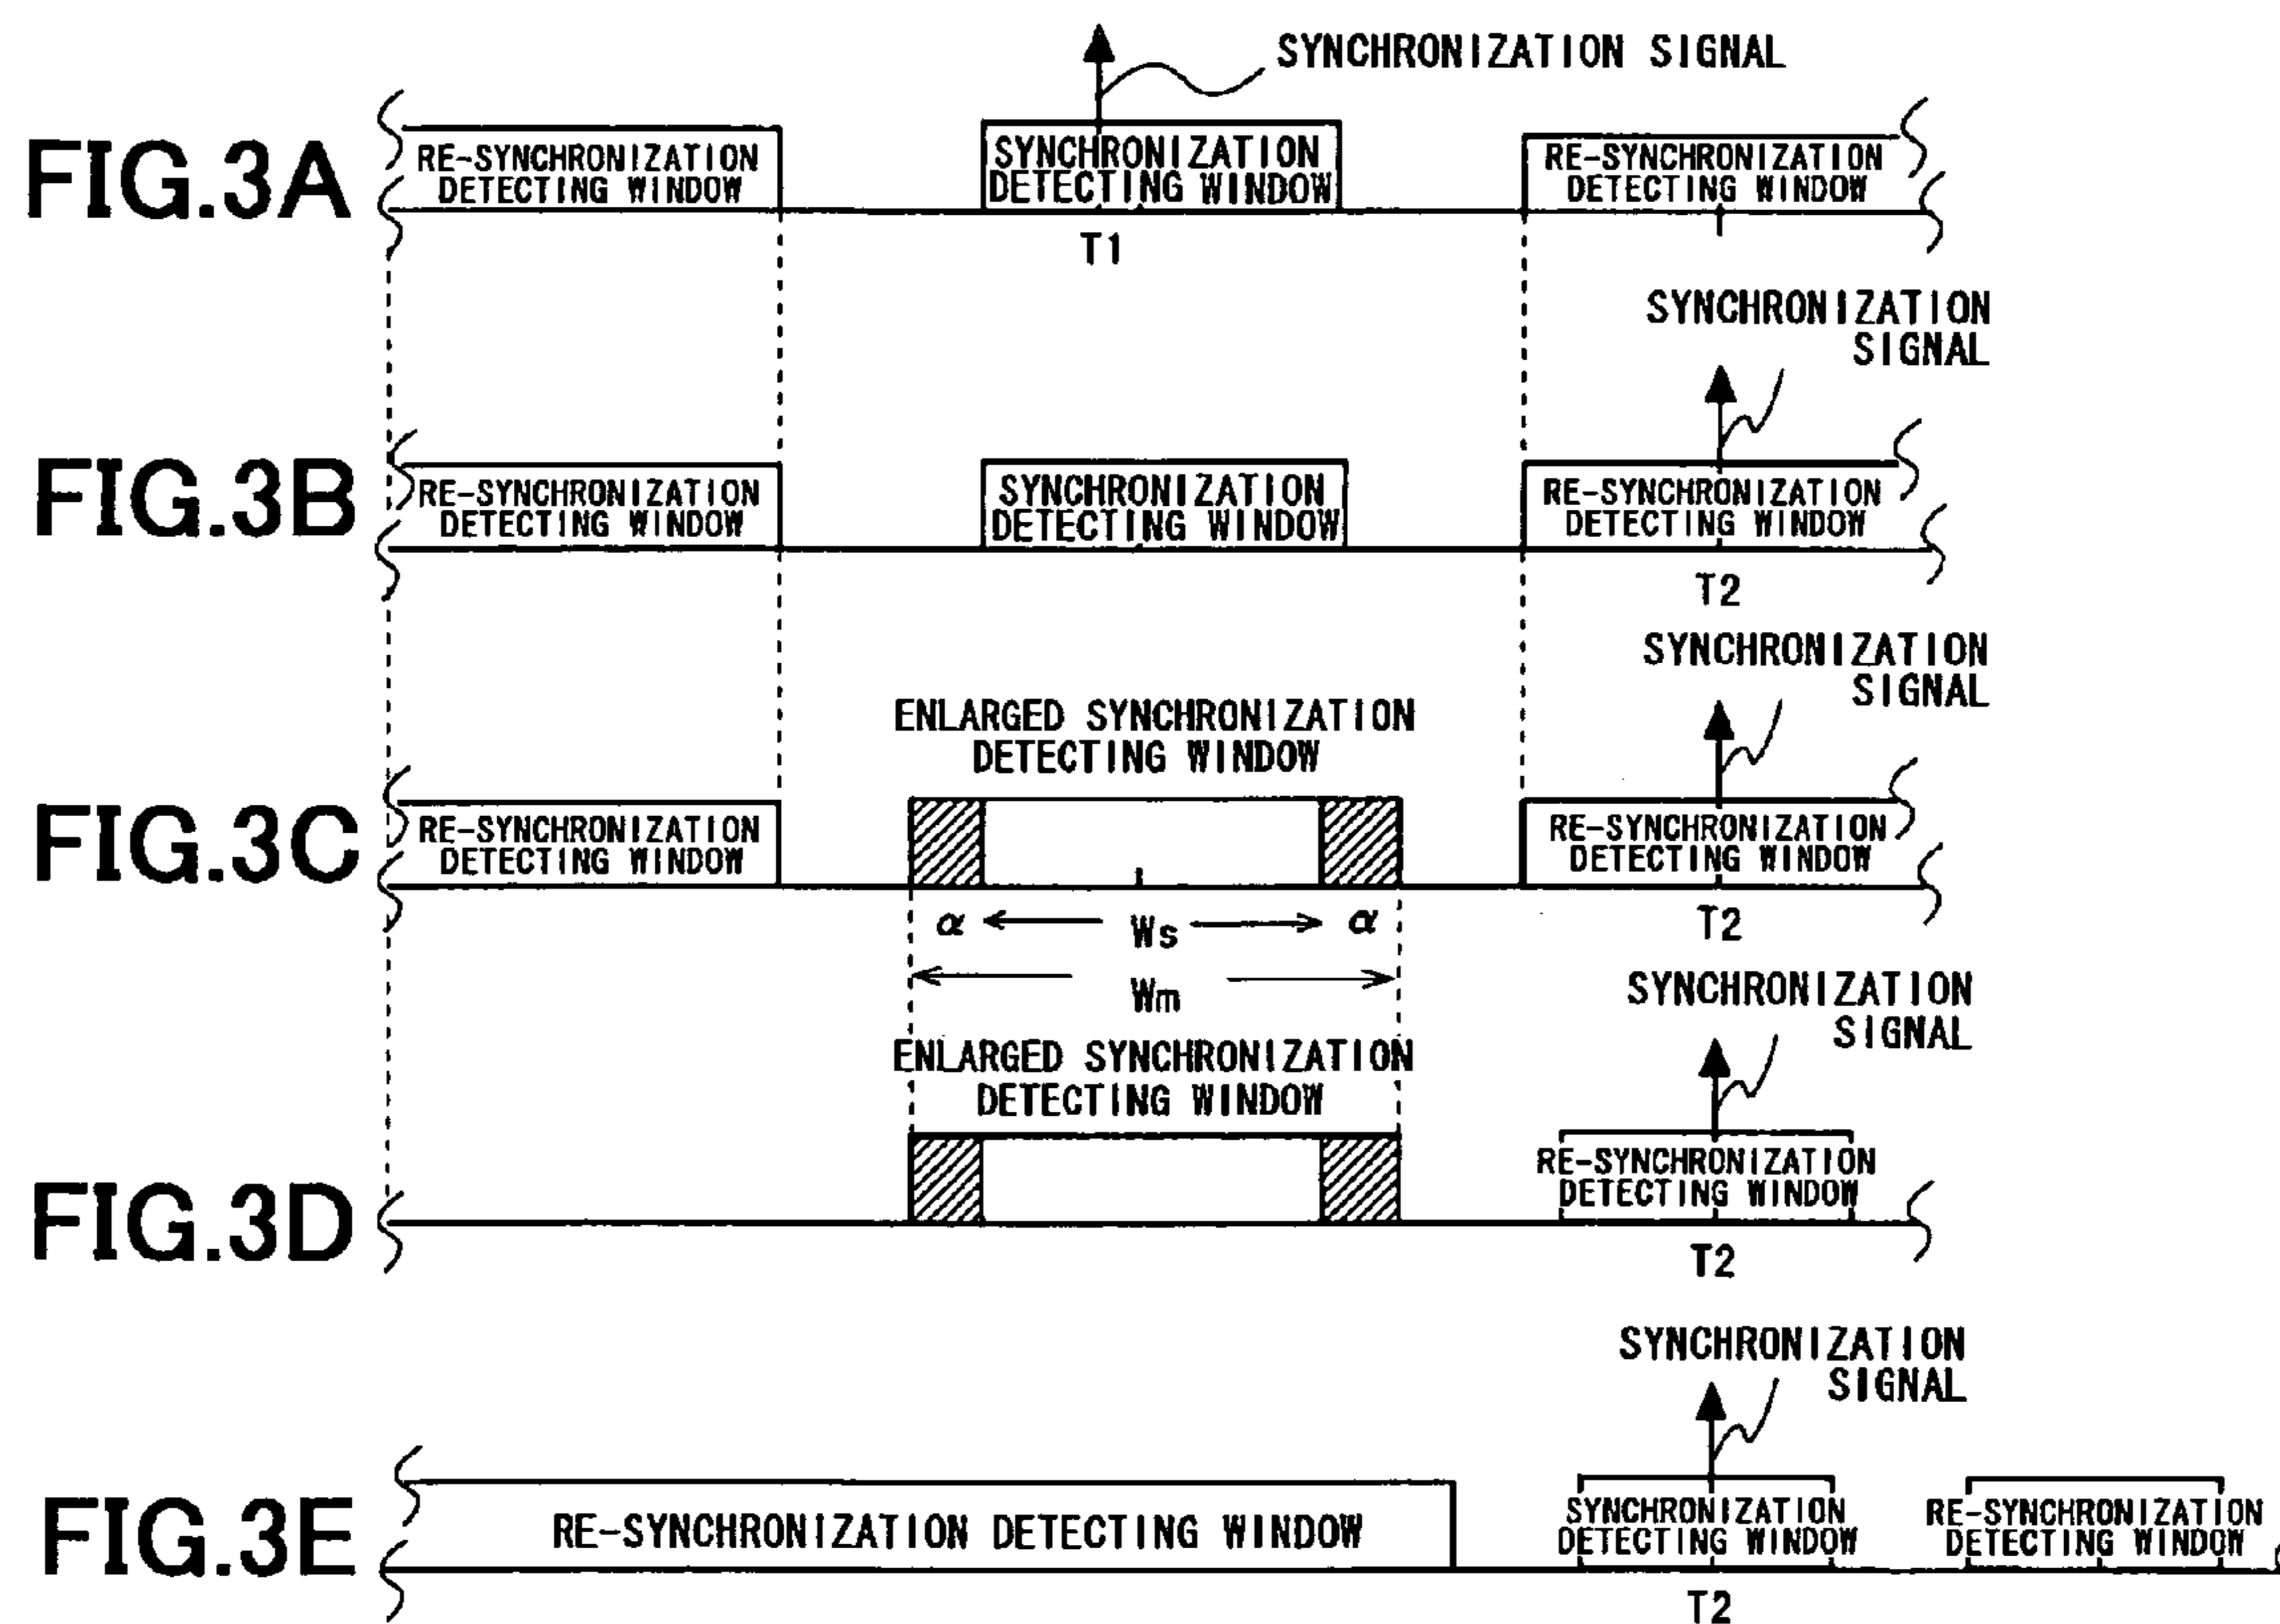 SYNCHRONIZATION SIGNAL
FIG.3A
RE-SYNCHRONIZATION
DETECTING WINDOW
SYNCHRONIZATION
DETECTING WINDOW
RE-SYNCHRONIZATION
DETECTING WINDOW
T1
SYNCHRONIZATION
SIGNAL
FIG.3B
RE-SYNCHRONIZATION
DETECTING WINDOW
SYNCHRONIZATION
DETECTING WINDOW
RE-SYNCHRONIZATION
DETECTING WINDOW
T2
SYNCHRONIZATION
SIGNAL
ENLARGED SYNCHRONIZATION
DETECTING WINDOW
FIG.3C
RE-SYNCHRONIZATION
DETECTING WINDOW
RE-SYNCHRONIZATION
DETECTING WINDOW
α Ws α
T2
Wm
SYNCHRONIZATION
SIGNAL
ENLARGED SYNCHRONIZATION
DETECTING WINDOW
FIG.3D
RE-SYNCHRONIZATION
DETECTING WINDOW
T2
SYNCHRONIZATION
SIGNAL
FIG.3E
RE-SYNCHRONIZATION DETECTING WINDOW
SYNCHRONIZATION
DETECTING WINDOW
RE-SYNCHRONIZATION
DETECTING WINDOW
T2